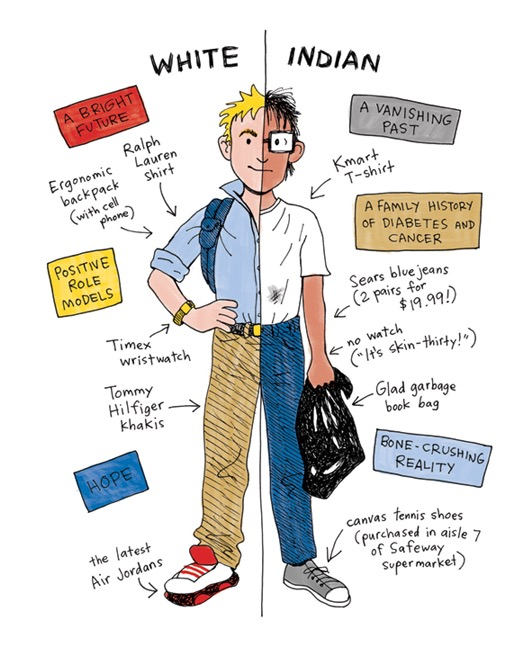 WHITE
INDIAN
A BRIGHT
FUTURE
Ralph
Lauren
shirt
Ergonomic
backpack
(with cell
phone)
POSITIVE
ROLE
MODELS
Timex
wristwatch
Tommy
Hilfiger
Khakis
HOPE
the latest
Air Jordans
A VANISHING
PAST
Kmart
T-shirt
A FAMILY HISTORY
OF DIABETES AND
CANCER
Sears blue jeans
(2 pairs for
$19.99!)
no watch
("It's skin-thirty!")
Glad garbage
book bag
BONE-CRUSHING
REALITY
canvas tennis shoes
(purchased in aisle 7
of Safeway
supermarket)